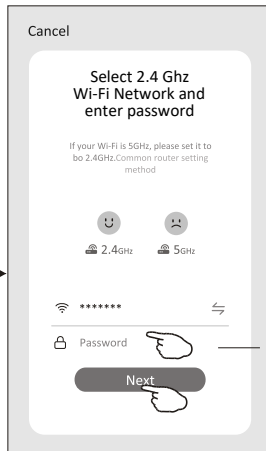 Cancel
Select 2.4 Ghz
Wi-Fi Network and
enter password
If your Wi-Fi is 5GHz, please set it to
bo 2.4GHz.Common router setting
method
2.4GHz 5GHz
*******
Password
Next